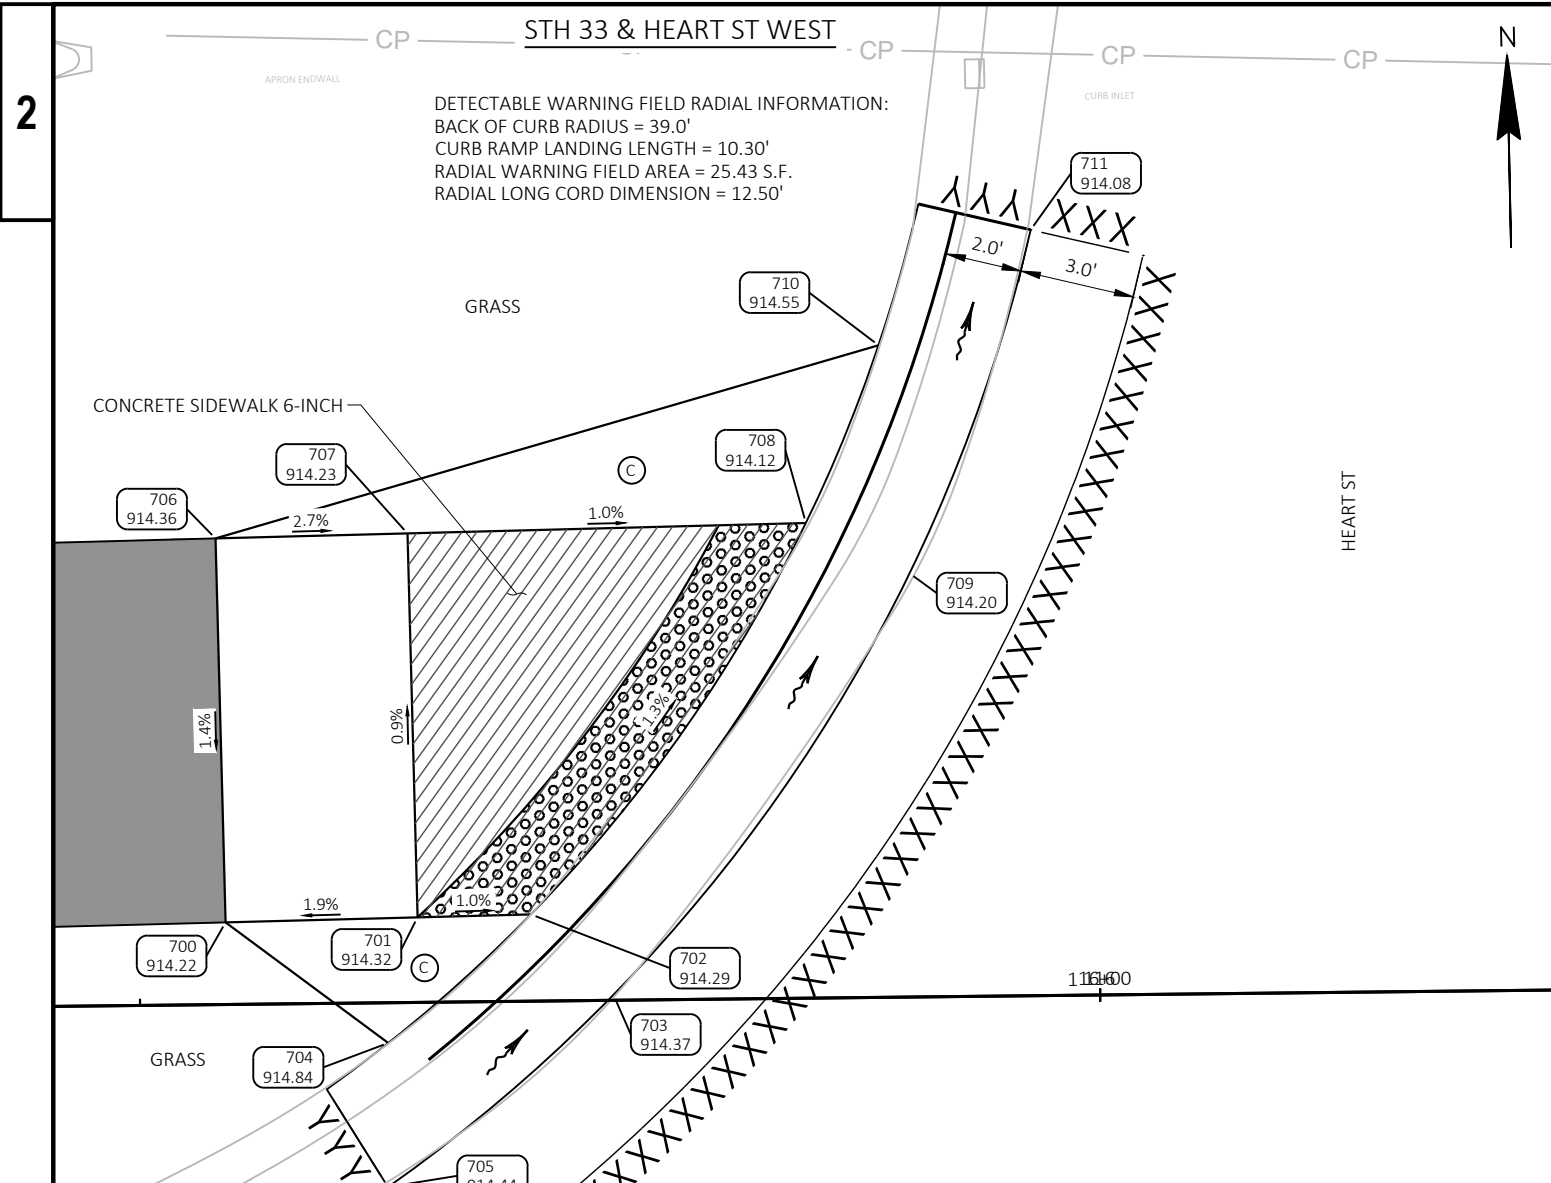 STH 33 & HEART ST WEST
CP
CP
CP
CP
N
APRON ENDWALL
CURB INLET
2
DETECTABLE WARNING FIELD RADIAL INFORMATION:
BACK OF CURB RADIUS = 39.0'
CURB RAMP LANDING LENGTH = 10.30'
RADIAL WARNING FIELD AREA = 25.43 S.F.
RADIAL LONG CORD DIMENSION = 12.50'
711
914.08
Y Y Y
X X X
2.0'
3.0'
710
914.55
GRASS
CONCRETE SIDEWALK 6-INCH
707
914.23
708
914.12
C
706
914.36
2.7%
1.0%
HEART ST
709
914.20
1.4%
0.9%
1.3%
1.9%
1.0%
700
914.22
701
914.32
C
702
914.29
703
914.37
GRASS
704
914.84
Y Y Y
705